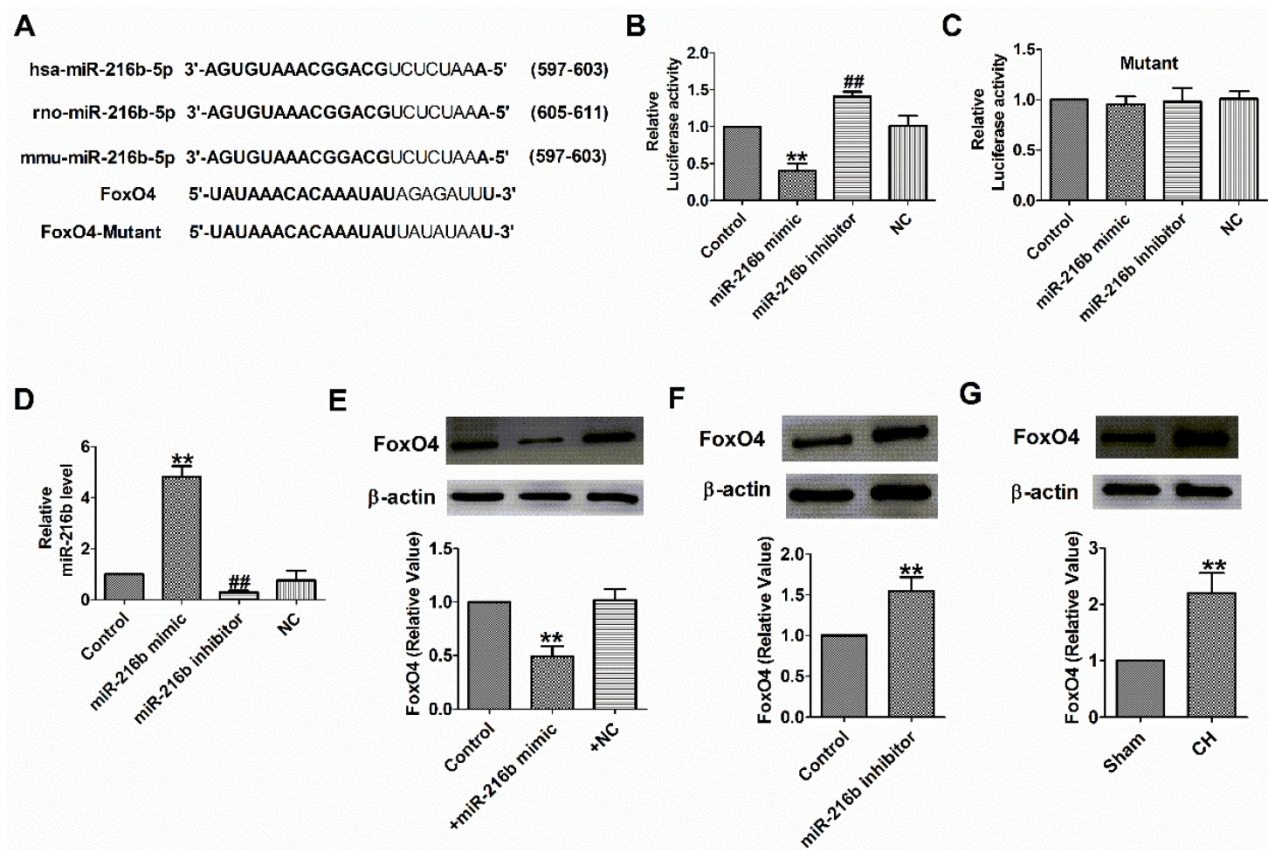 A
hsa-miR-216b-5p 3'-AGUGUAAACGGACGUCUCUAAA-5' (597-603)
rno-miR-216b-5p 3'-AGUGUAAACGGACGUCUCUAAA-5' (605-611)
mmu-miR-216b-5p 3'-AGUGUAAACGGACGUCUCUAAA-5' (597-603)
FoxO4 5'-UAUAAACACAAAUAUAGAGAUUU-3'
FoxO4-Mutant 5'-UAUAAACACAAAUAUUAUAUAAU-3'
B
Relative
Luciferase activity
2.0
1.5
1.0
0.5
0.0
**
##
Control
miR-216b mimic
miR-216b inhibitor
NC
C
Mutant
Relative
Luciferase activity
1.5
1.0
0.5
0.0
Control
miR-216b mimic
miR-216b inhibitor
NC
D
Relative
miR-216b level
6
4
2
0
**
##
Control
miR-216b mimic
miR-216b inhibitor
NC
E
FoxO4
β-actin
FoxO4 (Relative Value)
1.5
1.0
0.5
0.0
**
Control
+miR-216b mimic
+NC
F
FoxO4
β-actin
FoxO4 (Relative Value)
2.0
1.5
1.0
0.5
0.0
**
Control
miR-216b inhibitor
G
FoxO4
β-actin
FoxO4 (Relative Value)
3
2
1
0
**
Sham
CH